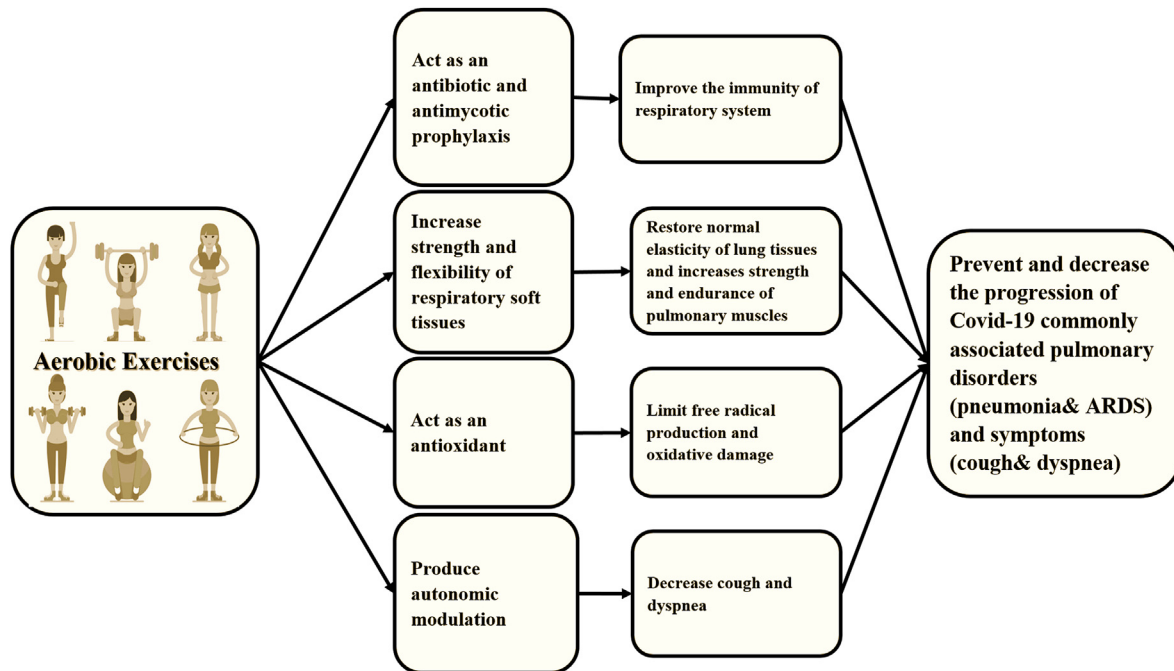 Aerobic Exercises
Act as an
antibiotic and
antimycotic
prophylaxis
Improve the immunity of
respiratory system
Increase
strength and
flexibility of
respiratory soft
tissues
Restore normal
elasticity of lung tissues
and increases strength
and endurance of
pulmonary muscles
Act as an
antioxidant
Limit free radical
production and
oxidative damage
Produce
autonomic
modulation
Decrease cough and
dyspnea
Prevent and decrease
the progression of
Covid-19 commonly
associated pulmonary
disorders
(pneumonia& ARDS)
and symptoms
(cough& dyspnea)